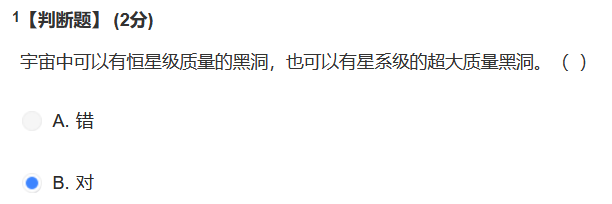 1【判断题】 (2分)
宇宙中可以有恒星级质量的黑洞，也可以有星系级的超大质量黑洞。（ ）
A. 错
B. 对